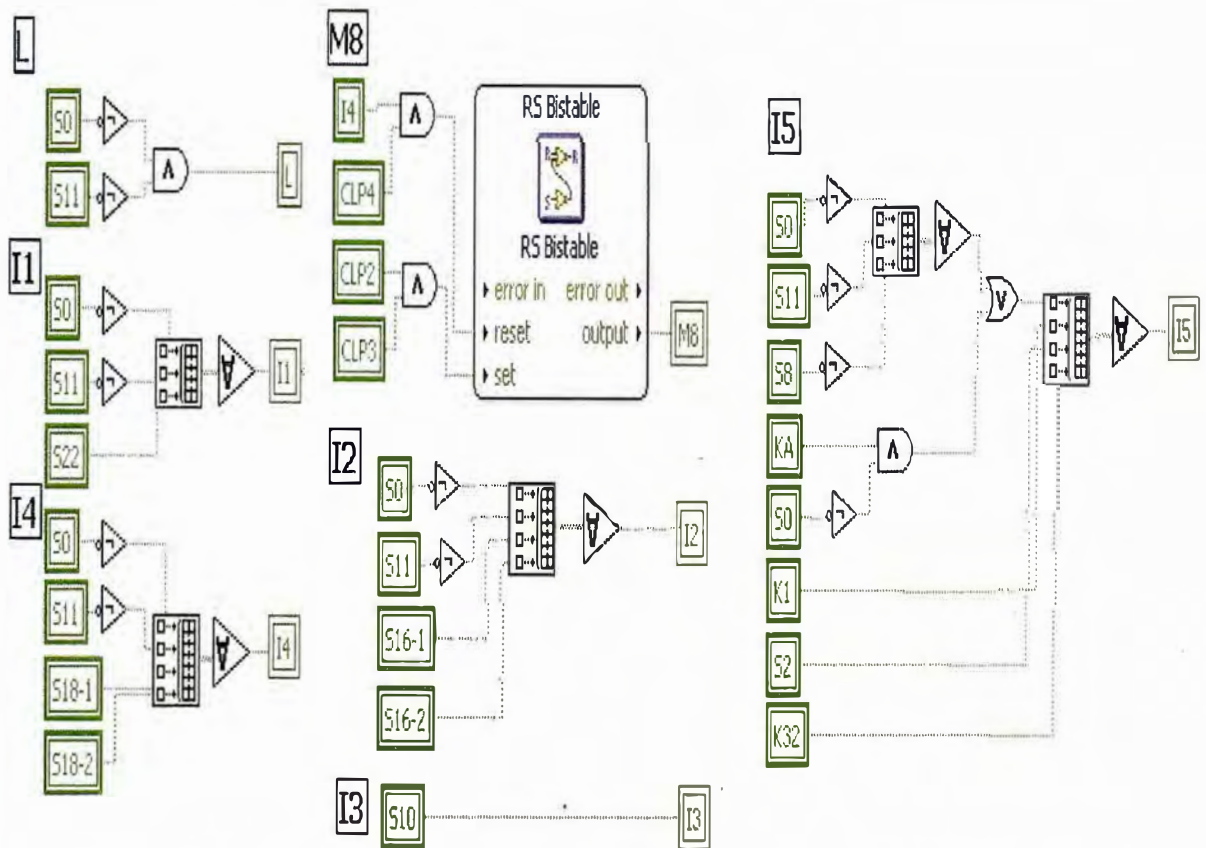 L
S0
S11
L
I1
S0
S11
S22
I1
I4
S0
S11
S18-1
S18-2
I4
M8
I4
CLP4
CLP2
CLP3
RS Bistable
R
R
S
RS Bistable
error in error out
reset output
set
M8
I2
S0
S11
S16-1
S16-2
I2
I3
S10
I3
I5
S0
S11
S8
KA
S0
K1
S2
K32
I5